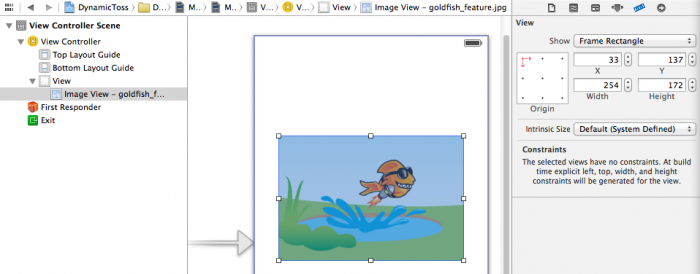 DynamicToss D... M... M... V... V... View Image View – goldfish_feature.jpg
View Controller Scene
View Controller
Top Layout Guide
Bottom Layout Guide
View
Image View – goldfish_f...
First Responder
Exit
View
Show Frame Rectangle
33 137
X Y
254 172
Origin Width Height
Intrinsic Size Default (System Defined)
Constraints
The selected views have no constraints. At build
time explicit left, top, width, and height
constraints will be generated for the view.